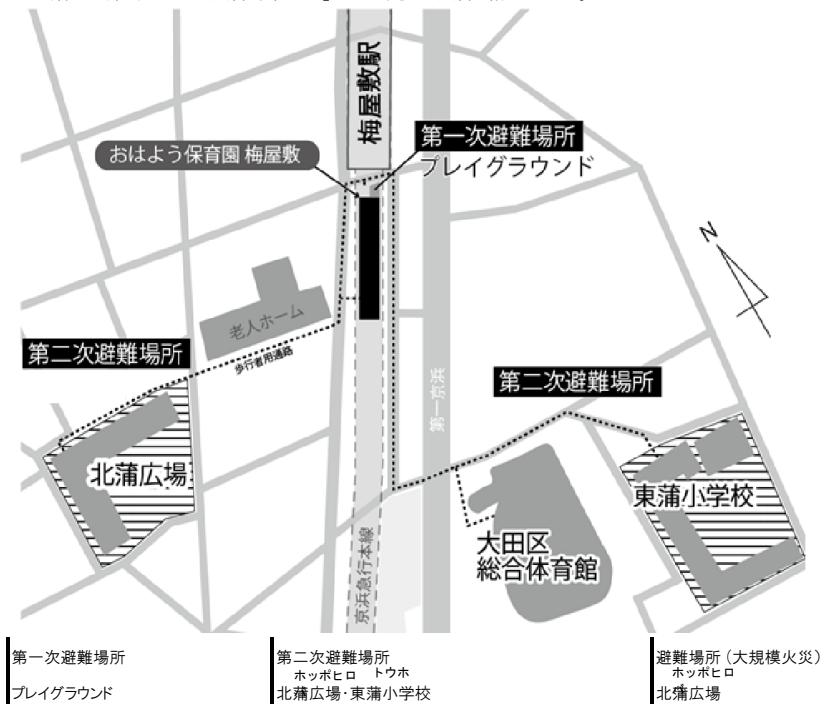 梅屋敷駅
第一次避難場所
プレイグラウンド
おはよう保育園 梅屋敷
N
老人ホーム
歩行者用通路
第二次避難場所
第二次避難場所
第一京浜
北蒲広場
東蒲小学校
大田区
総合体育館
京浜急行本線
第一次避難場所
プレイグラウンド
第二次避難場所
ホッポヒロ トウホ
北蒲広場・東蒲小学校
避難場所（大規模火災）
ホッポヒロ
北蒲広場